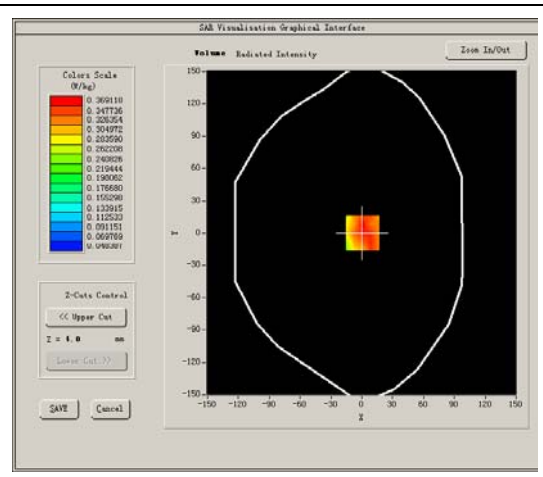 SAR Visualisation Graphical Interface
Volume Radiated Intensity
Zoom In/Out
Colors Scale
(W/kg)
0.369118
0.347736
0.326354
0.304972
0.283590
0.262208
0.240826
0.219444
0.198062
0.176680
0.155298
0.133915
0.112533
0.091151
0.069769
0.048387
150
120
90
60
30
0
-30
-60
-90
-120
-150
Y
-150 -120 -90 -60 -30 0 30 60 90 120 150
X
Z-Cuts Control
<< Upper Cut
Z = 4.0 mm
Lower Cut >>
SAVE Cancel